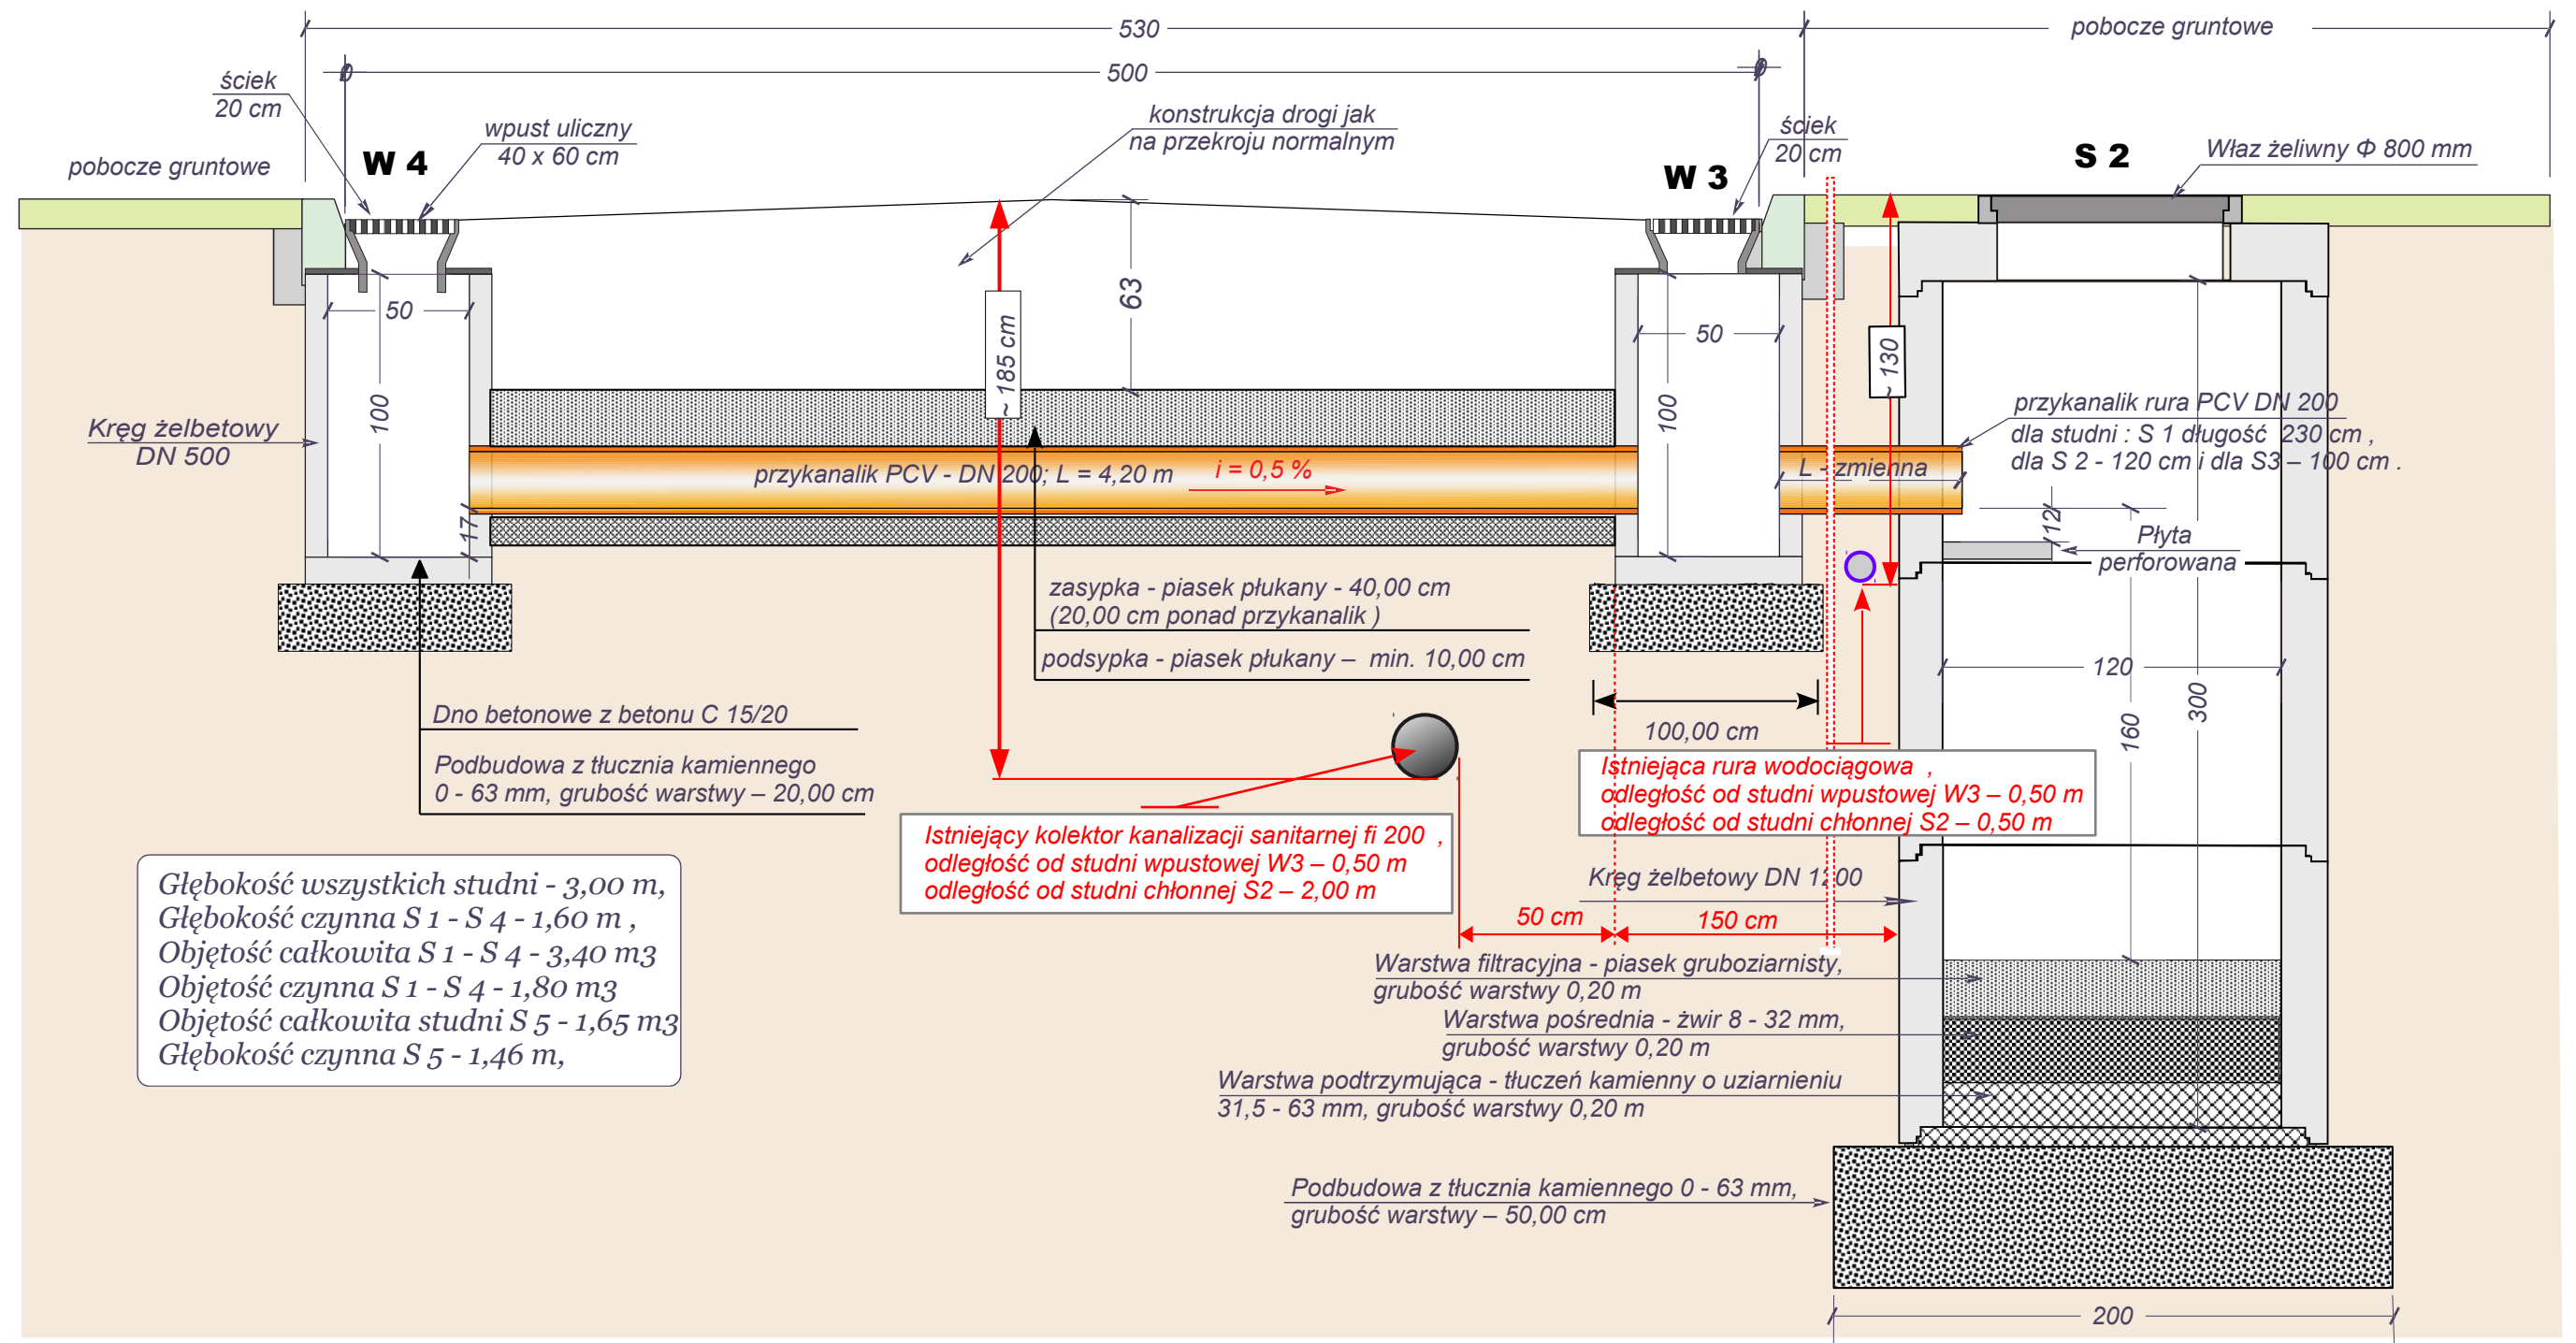 530
pobocze gruntowe
500
ściek
20 cm
wpust uliczny
40 x 60 cm
konstrukcja drogi jak
na przekroju normalnym
ściek
20 cm
pobocze gruntowe
W 4
W 3
S 2
Właz żeliwny Φ 800 mm
50
100
63
~ 185 cm
50
100
~ 130
Kręg żelbetowy
DN 500
przykanalik rura PCV DN 200
dla studni : S 1 długość 230 cm ,
dla S 2 - 120 cm i dla S3 – 100 cm .
przykanalik PCV - DN 200; L = 4,20 m
i = 0,5 %
L - zmienna
17
12
Płyta
perforowana
zasypka - piasek płukany - 40,00 cm
(20,00 cm ponad przykanalik )
podsypka - piasek płukany – min. 10,00 cm
120
160
300
Dno betonowe z betonu C 15/20
Podbudowa z tłucznia kamiennego
0 - 63 mm, grubość warstwy – 20,00 cm
100,00 cm
Istniejąca rura wodociągowa ,
odległość od studni wpustowej W3 – 0,50 m
odległość od studni chłonnej S2 – 0,50 m
Istniejący kolektor kanalizacji sanitarnej fi 200 ,
odległość od studni wpustowej W3 – 0,50 m
odległość od studni chłonnej S2 – 2,00 m
Kręg żelbetowy DN 1200
50 cm
150 cm
Głębokość wszystkich studni - 3,00 m,
Głębokość czynna S 1 - S 4 - 1,60 m ,
Objętość całkowita S 1 - S 4 - 3,40 m3
Objętość czynna S 1 - S 4 - 1,80 m3
Objętość całkowita studni S 5 - 1,65 m3
Głębokość czynna S 5 - 1,46 m,
Warstwa filtracyjna - piasek gruboziarnisty,
grubość warstwy 0,20 m
Warstwa pośrednia - żwir 8 - 32 mm,
grubość warstwy 0,20 m
Warstwa podtrzymująca - tłuczeń kamienny o uziarnieniu
31,5 - 63 mm, grubość warstwy 0,20 m
Podbudowa z tłucznia kamiennego 0 - 63 mm,
grubość warstwy – 50,00 cm
200